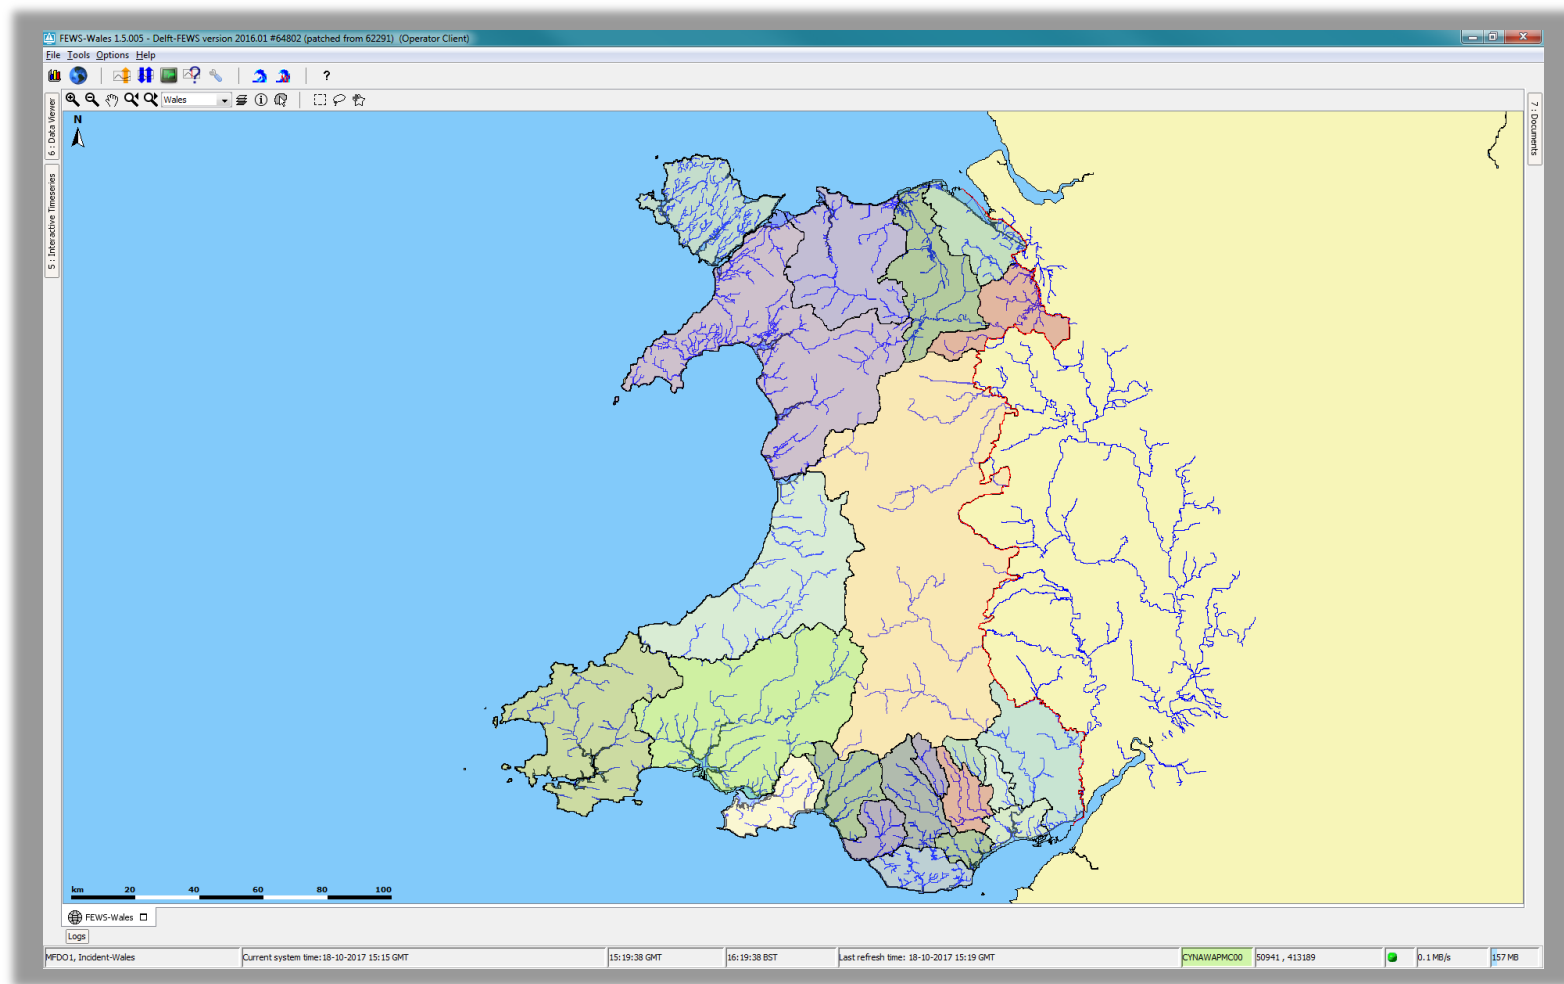 FEWS-Wales 1.5.005 - Delft-FEWS version 2016.01 #64802 (patched from 62291) (Operator Client)
File Tools Options Help
?
Wales
6 : Data Viewer
5 : Interactive Timeseries
7 : Documents
N
km 20 40 60 80 100
FEWS-Wales
Logs
MFDO1, Incident-Wales Current system time:18-10-2017 15:15 GMT 15:19:38 GMT 16:19:38 BST Last refresh time: 18-10-2017 15:19 GMT CYNAWAPMC00 50941 , 413189 0.1 MB/s 157 MB